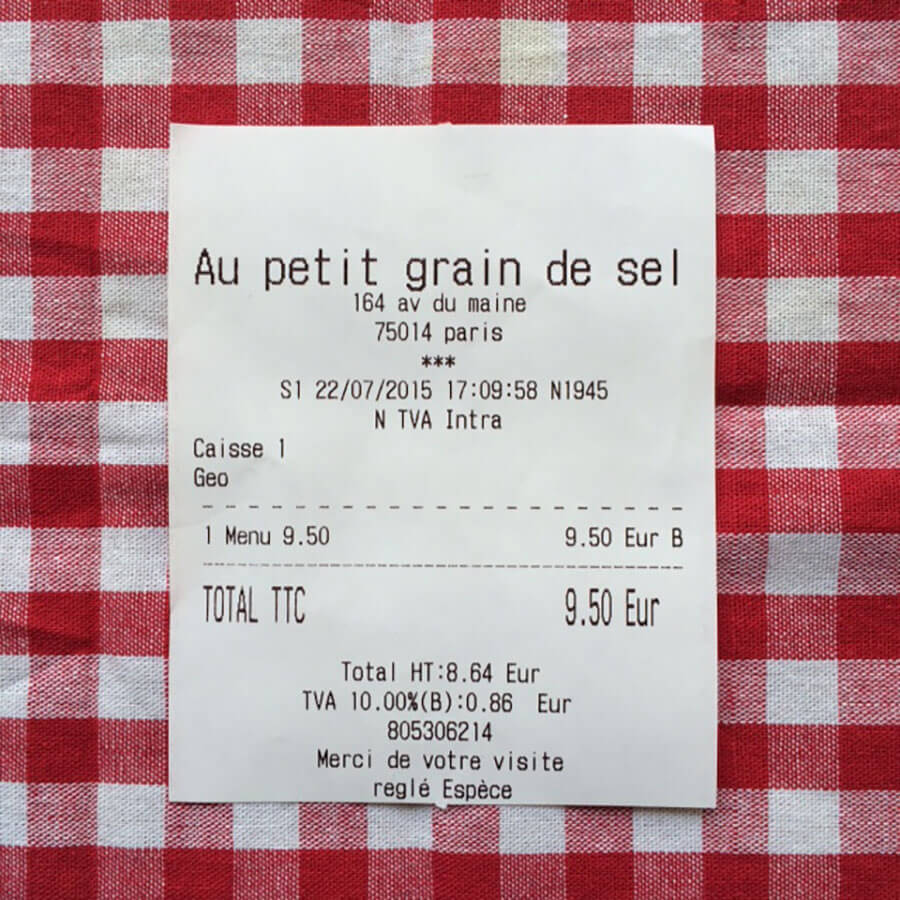 Au petit grain de sel
164 av du maine
75014 paris
***
S1 22/07/2015 17:09:58 N1945
N TVA Intra
Caisse 1
Geo
1 Menu 9.50 9.50 Eur B
TOTAL TTC 9.50 Eur
Total HT:8.64 Eur
TVA 10.00%(B):0.86 Eur
805306214
Merci de votre visite
reglé Espèce